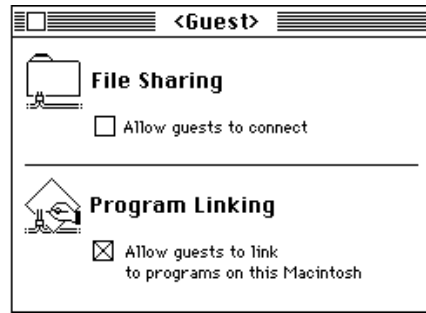 <Guest>
File Sharing
Allow guests to connect
Program Linking
Allow guests to link
to programs on this Macintosh